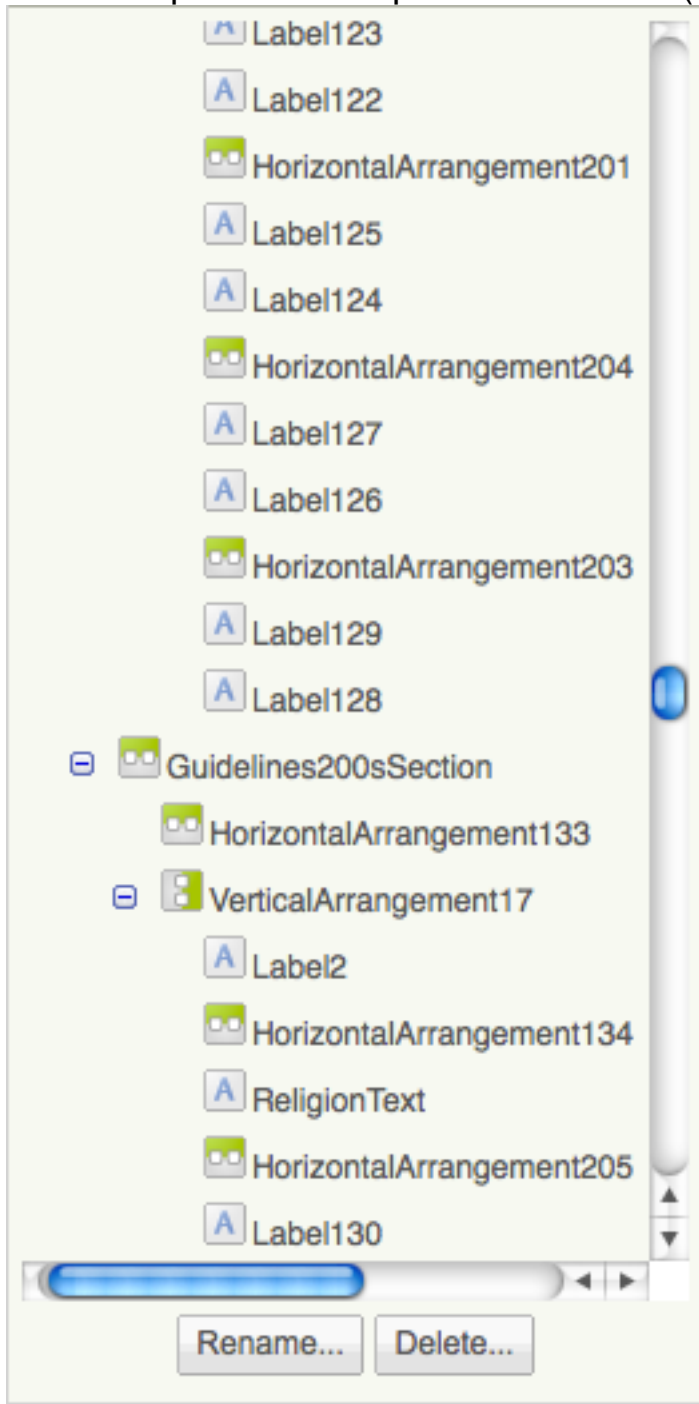 Label123
Label122
HorizontalArrangement201
Label125
Label124
HorizontalArrangement204
Label127
Label126
HorizontalArrangement203
Label129
Label128
Guidelines200sSection
HorizontalArrangement133
VerticalArrangement17
Label2
HorizontalArrangement134
ReligionText
HorizontalArrangement205
Label130
Rename... Delete...